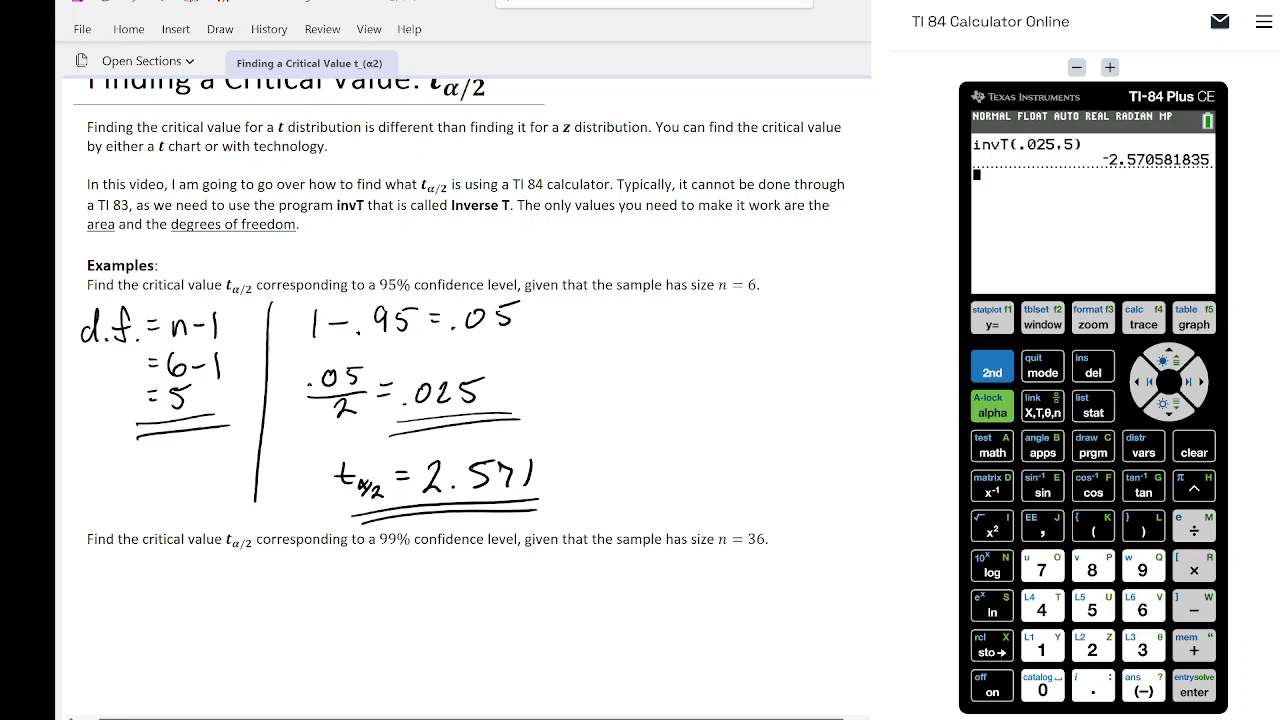 File Home Insert Draw History Review View Help
Open Sections
Finding a Critical Value t_(α2)
Finding a Critical Value: tα/2
Finding the critical value for a t distribution is different than finding it for a z distribution. You can find the critical value
by either a t chart or with technology.
In this video, I am going to go over how to find what tα/2 is using a TI 84 calculator. Typically, it cannot be done through
a TI 83, as we need to use the program invT that is called Inverse T. The only values you need to make it work are the
area and the degrees of freedom.
Examples:
Find the critical value tα/2 corresponding to a 95% confidence level, given that the sample has size n = 6.
d.f. = n-1
= 6-1
= 5
1 - .95 = .05
.05/2 = .025
tα/2 = 2.571
Find the critical value tα/2 corresponding to a 99% confidence level, given that the sample has size n = 36.
TI 84 Calculator Online
− +
TEXAS INSTRUMENTS TI-84 Plus CE
NORMAL FLOAT AUTO REAL RADIAN MP
invT(.025,5)
-2.570581835
statplot f1 tblset f2 format f3 calc f4 table f5
y= window zoom trace graph
quit ins
2nd mode del
A-lock link list
alpha X,T,θ,n stat
test A angle B draw C distr
math apps prgm vars clear
matrix D sin⁻¹ E cos⁻¹ F tan⁻¹ G π H
x⁻¹ sin cos tan ^
√ I EE J { K } L e M
x² , ( ) ÷
10ˣ N u O v P w Q [ R
log 7 8 9 ×
eˣ S L4 T L5 U L6 V ] W
ln 4 5 6 −
rcl X L1 Y L2 Z L3 θ mem "
sto→ 1 2 3 +
off catalog i : ans ? entry solve
on 0 . (−) enter